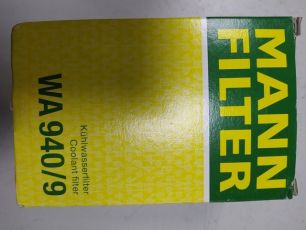 MANN
FILTER
WA 940/9
Kühlwasserfilter
Coolant filter